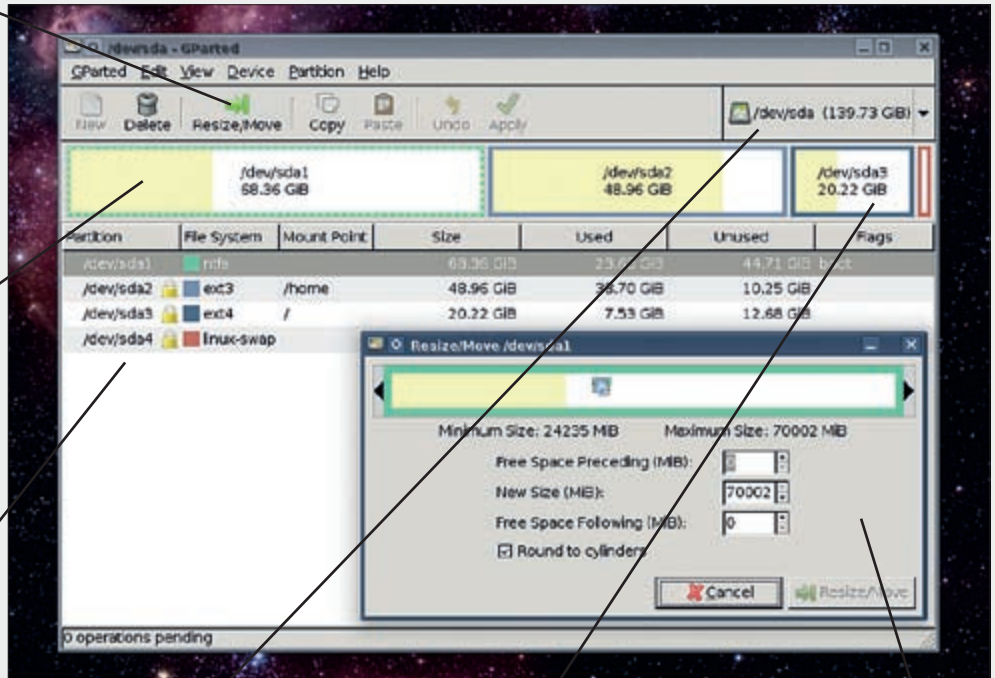 /dev/sda - GParted
GParted Edit View Device Partition Help
New Delete Resize/Move Copy Paste Undo Apply /dev/sda (139.73 GiB)
/dev/sda1 /dev/sda2 /dev/sda3
68.36 GiB 48.96 GiB 20.22 GiB
Partition File System Mount Point Size Used Unused Flags
/dev/sda1 ntfs 68.36 GiB GiB 44.71 GiB boot
/dev/sda2 ext3 /home 48.96 GiB 38.70 GiB 10.25 GiB
/dev/sda3 ext4 / 20.22 GiB 7.53 GiB 12.68 GiB
/dev/sda4 linux-swap
Resize/Move /dev/sda1
Minimum Size: 24235 MiB Maximum Size: 70002 MiB
Free Space Preceding (MiB):
New Size (MiB): 70002
Free Space Following (MiB): 0
Round to cylinders
Cancel Resize/Move
0 operations pending